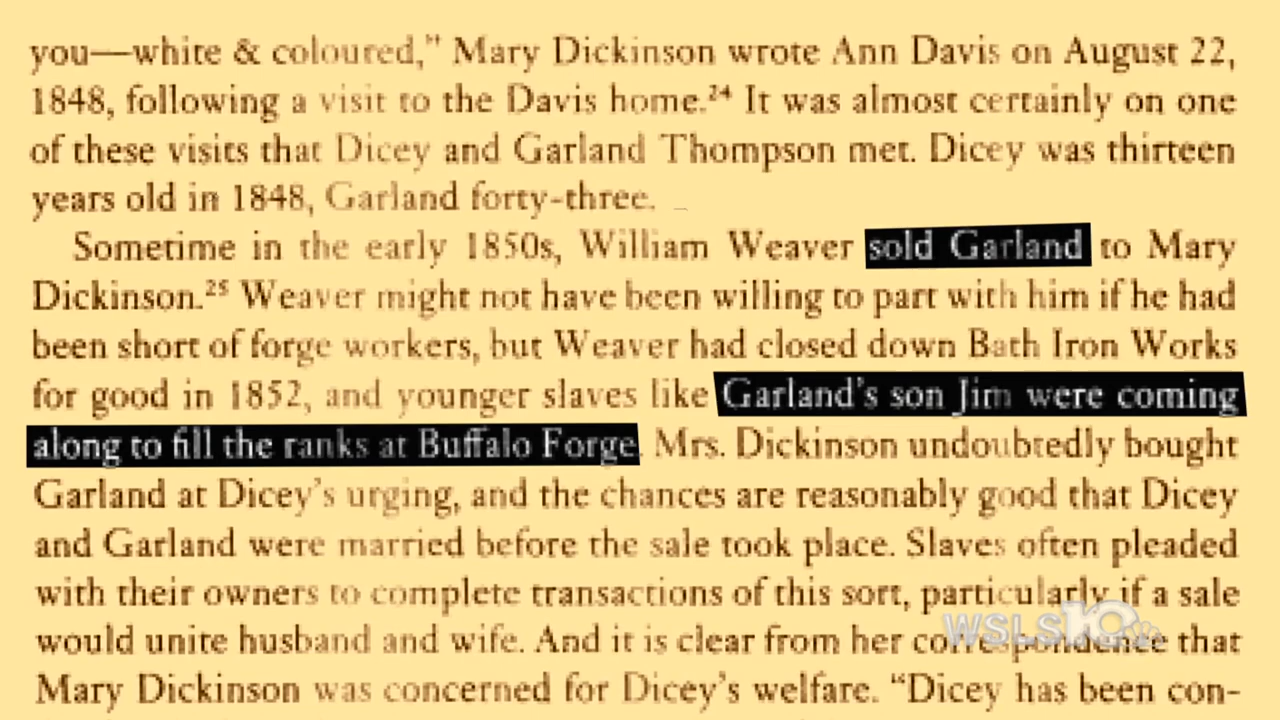 you—white & coloured,” Mary Dickinson wrote Ann Davis on August 22,
1848, following a visit to the Davis home.²⁴ It was almost certainly on one
of these visits that Dicey and Garland Thompson met. Dicey was thirteen
years old in 1848, Garland forty-three.
Sometime in the early 1850s, William Weaver sold Garland to Mary
Dickinson.²⁵ Weaver might not have been willing to part with him if he had
been short of forge workers, but Weaver had closed down Bath Iron Works
for good in 1852, and younger slaves like Garland’s son Jim were coming
along to fill the ranks at Buffalo Forge. Mrs. Dickinson undoubtedly bought
Garland at Dicey’s urging, and the chances are reasonably good that Dicey
and Garland were married before the sale took place. Slaves often pleaded
with their owners to complete transactions of this sort, particularly if a sale
would unite husband and wife. And it is clear from her correspondence that
Mary Dickinson was concerned for Dicey’s welfare. “Dicey has been con-
WSLS10